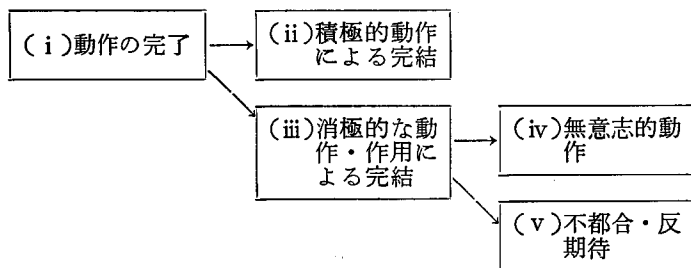 (ⅰ)動作の完了
(ⅱ)積極的動作
による完結
(ⅲ)消極的な動
作・作用に
よる完結
(ⅳ)無意志的動
作
(ⅴ)不都合・反
期待